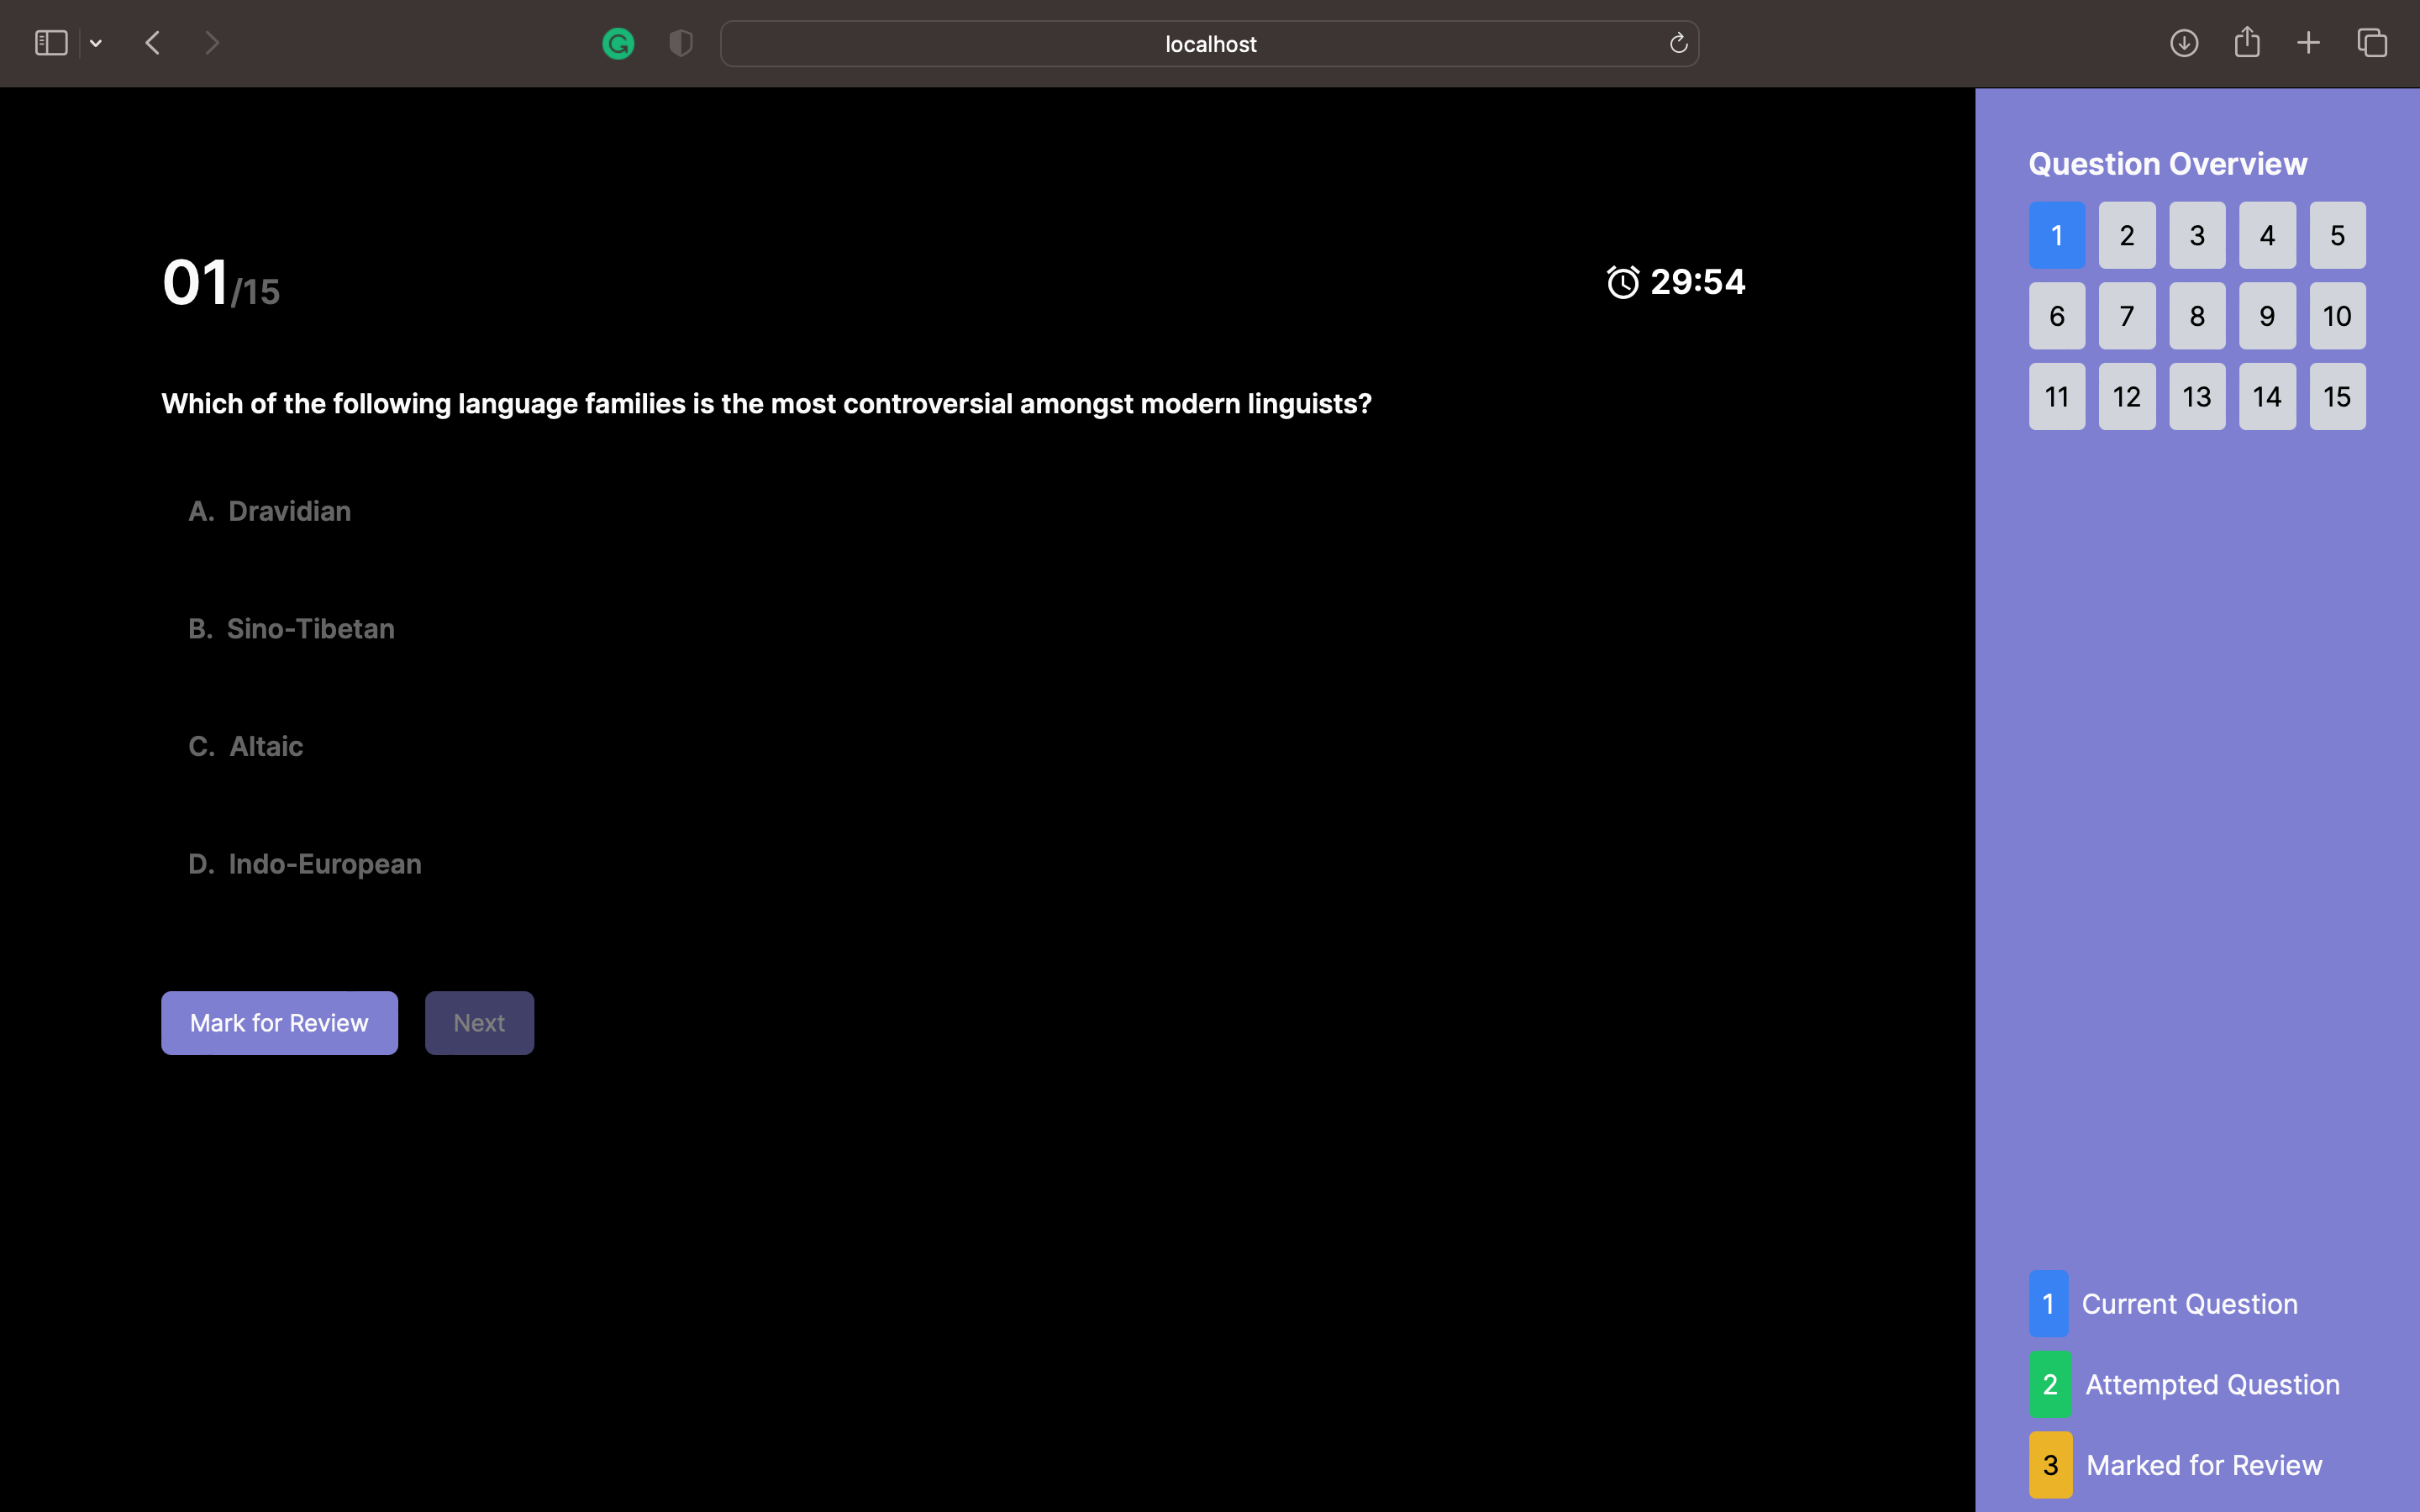 localhost
01/15
29:54
Which of the following language families is the most controversial amongst modern linguists?
A. Dravidian
B. Sino-Tibetan
C. Altaic
D. Indo-European
Mark for Review
Next
Question Overview
1 2 3 4 5
6 7 8 9 10
11 12 13 14 15
1 Current Question
2 Attempted Question
3 Marked for Review